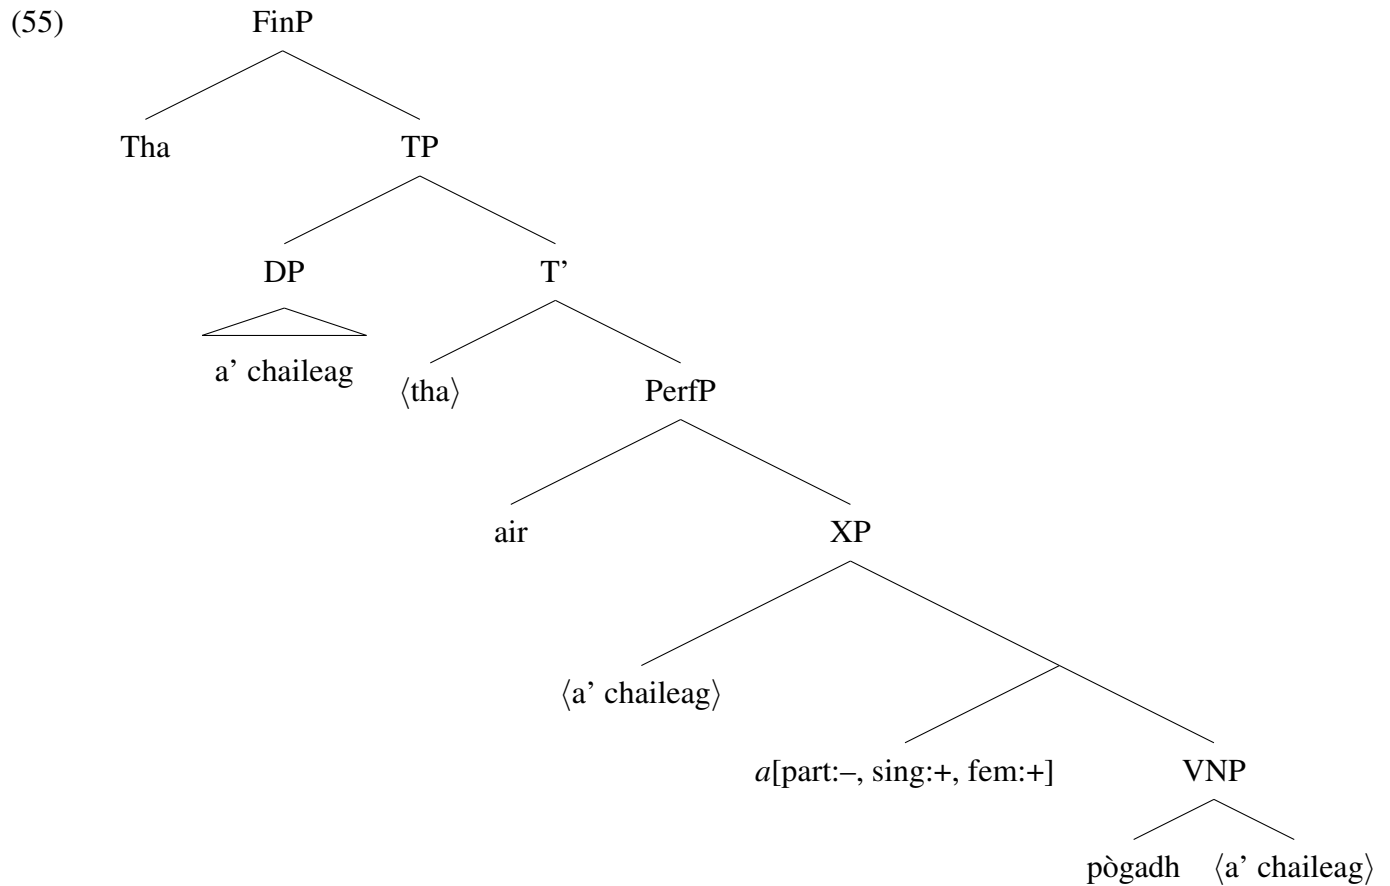 (55) FinP
Tha TP
DP T’
a’ chaileag ⟨tha⟩ PerfP
air XP
⟨a’ chaileag⟩
a[part:–, sing:+, fem:+] VNP
pògadh ⟨a’ chaileag⟩